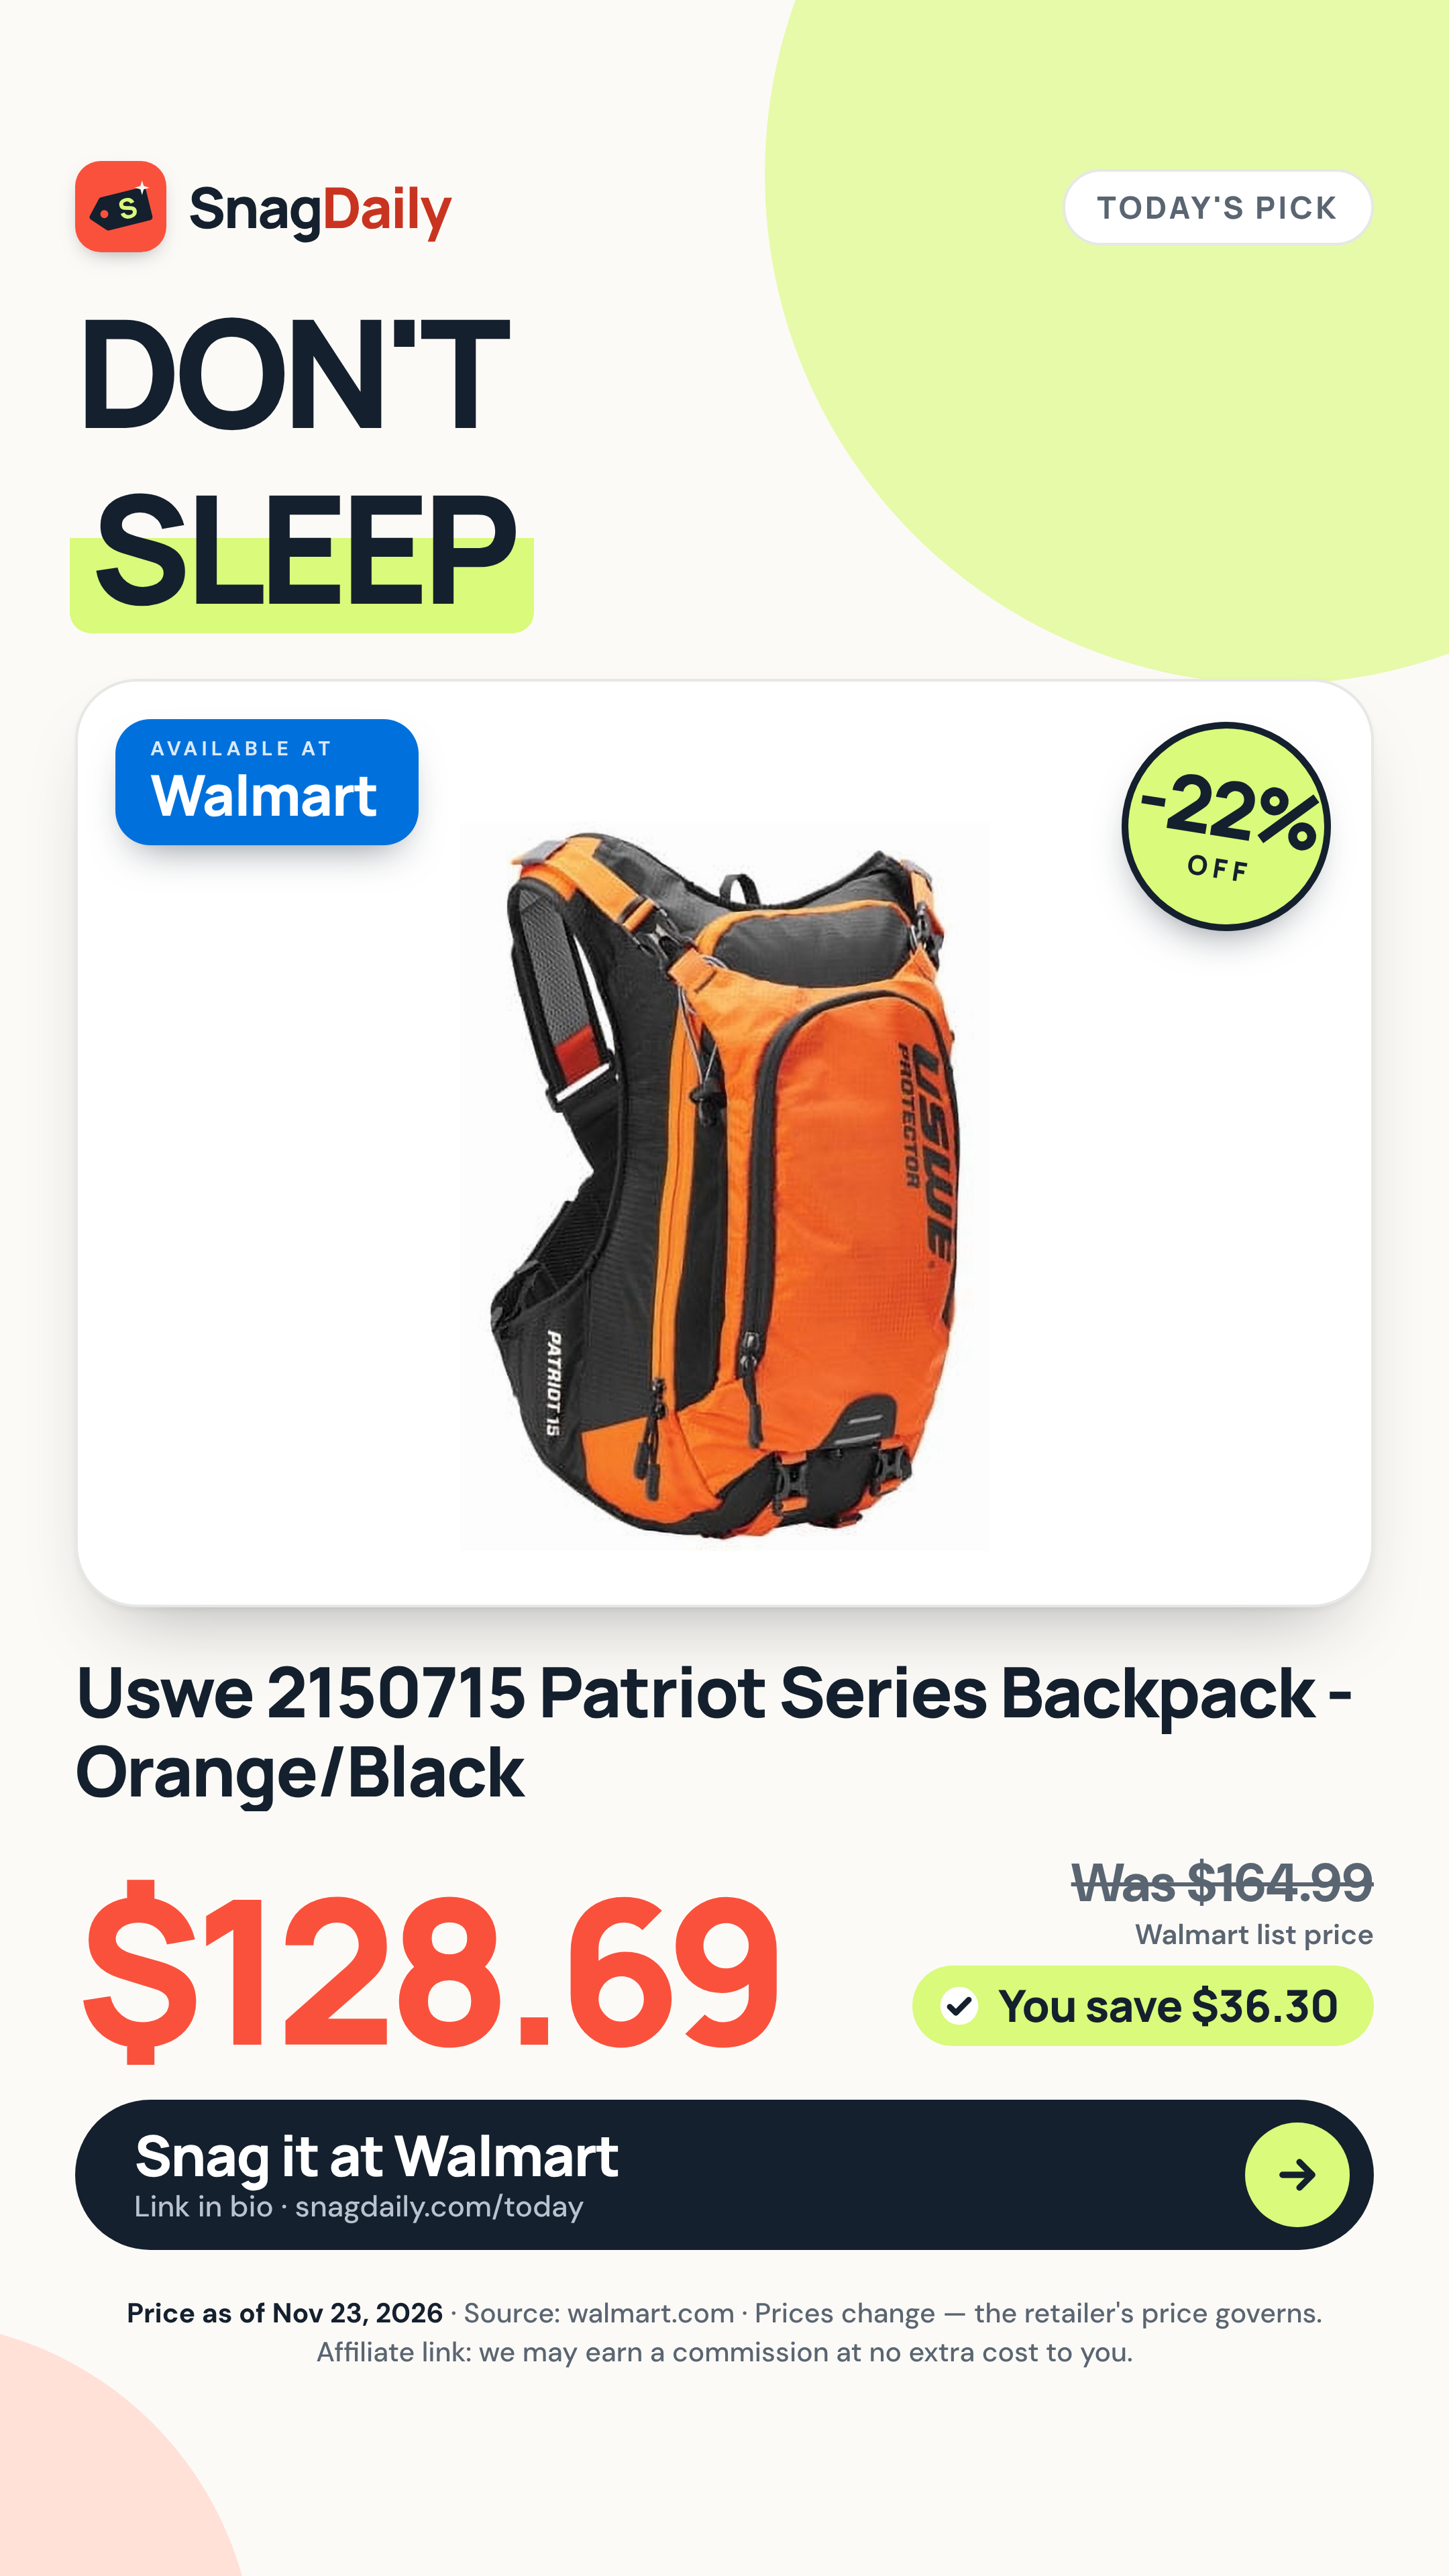 S
SnagDaily
TODAY'S PICK
DON'T
SLEEP
AVAILABLE AT
Walmart
-22%
OFF
USWE
PROTECTOR
PATRIOT 15
Uswe 2150715 Patriot Series Backpack -
Orange/Black
$128.69
Was $164.99
Walmart list price
You save $36.30
Snag it at Walmart
Link in bio · snagdaily.com/today
Price as of Nov 23, 2026 · Source: walmart.com · Prices change — the retailer's price governs.
Affiliate link: we may earn a commission at no extra cost to you.